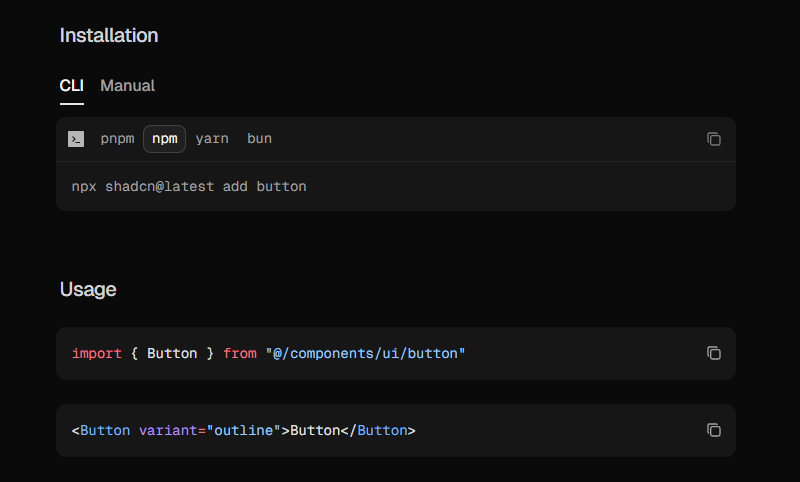 Installation
CLI Manual
pnpm npm yarn bun
npx shadcn@latest add button
Usage
import { Button } from "@/components/ui/button"
<Button variant="outline">Button</Button>